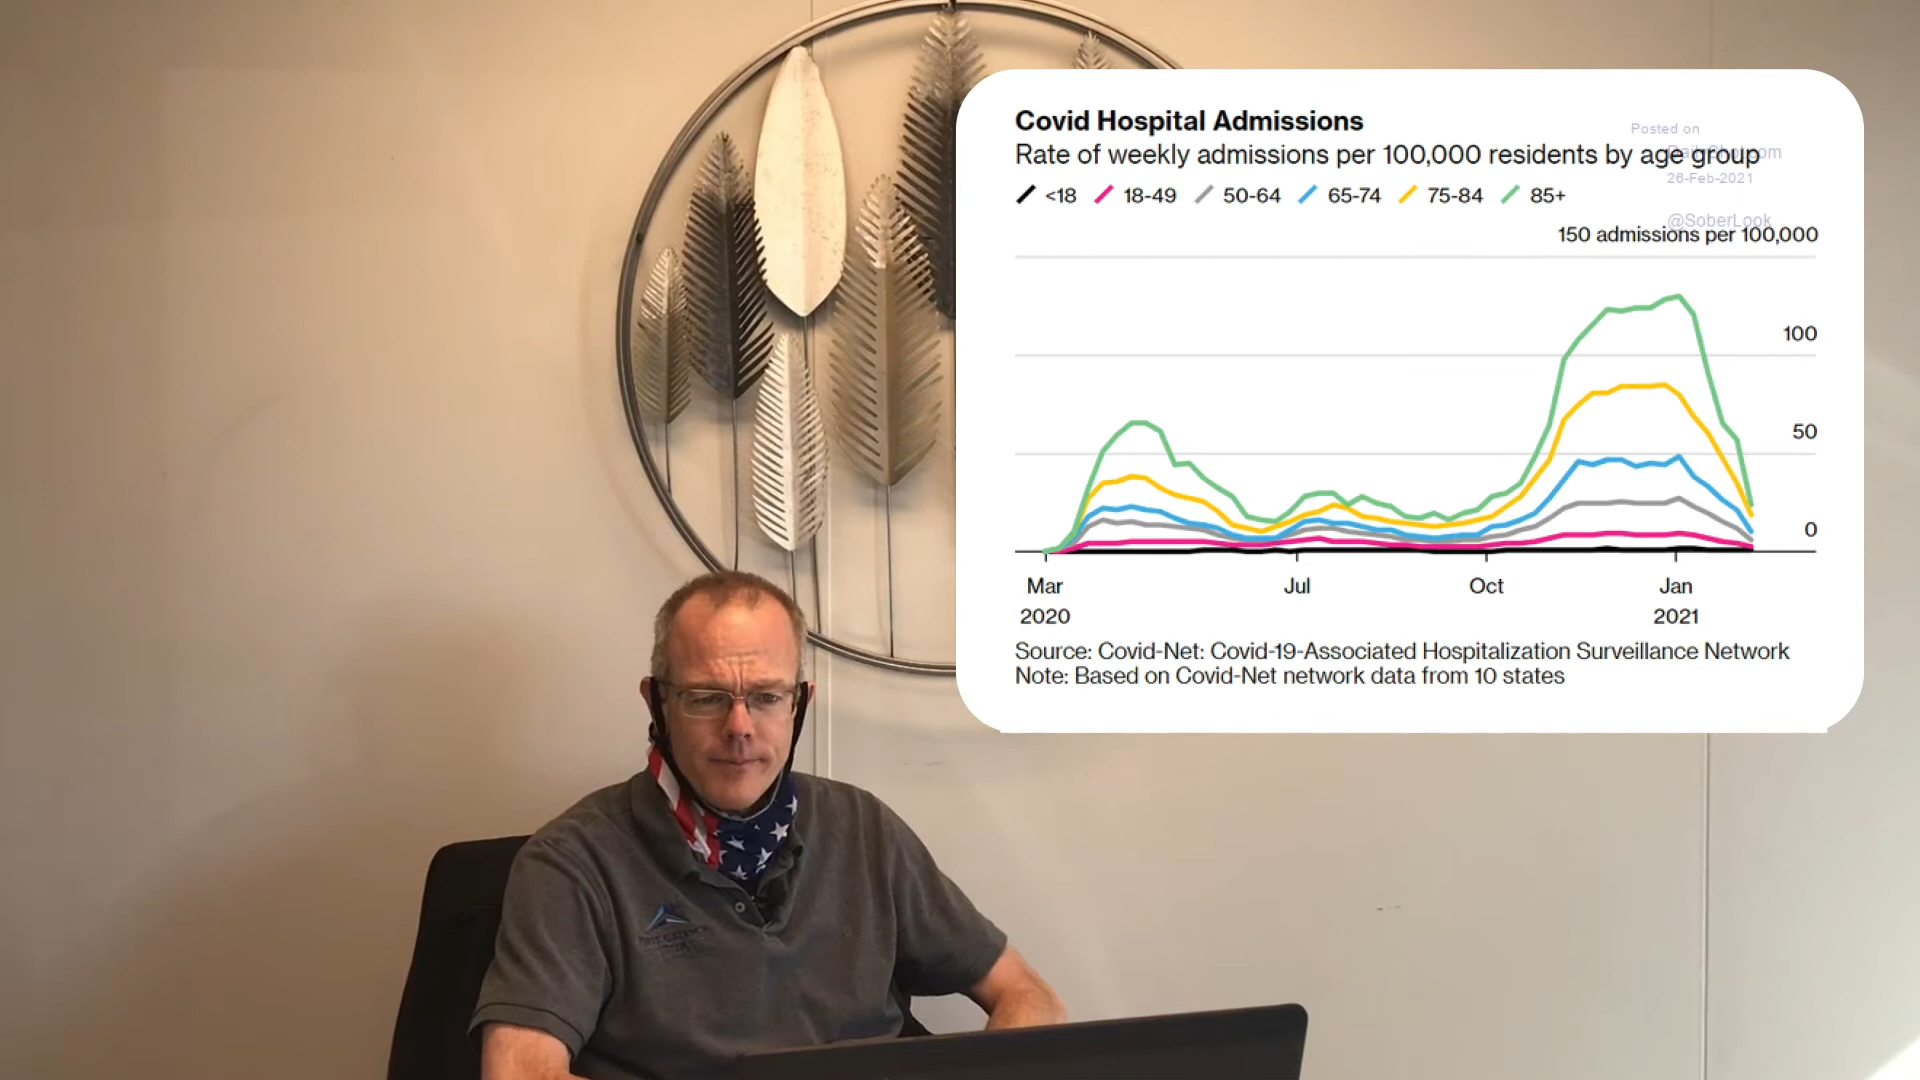 Covid Hospital Admissions
Posted on
Rate of weekly admissions per 100,000 residents by age group
DailyShot.com
26-Feb-2021
<18 18-49 50-64 65-74 75-84 85+
@SoberLook
150 admissions per 100,000
100
50
0
Mar Jul Oct Jan
2020 2021
Source: Covid-Net: Covid-19-Associated Hospitalization Surveillance Network
Note: Based on Covid-Net network data from 10 states